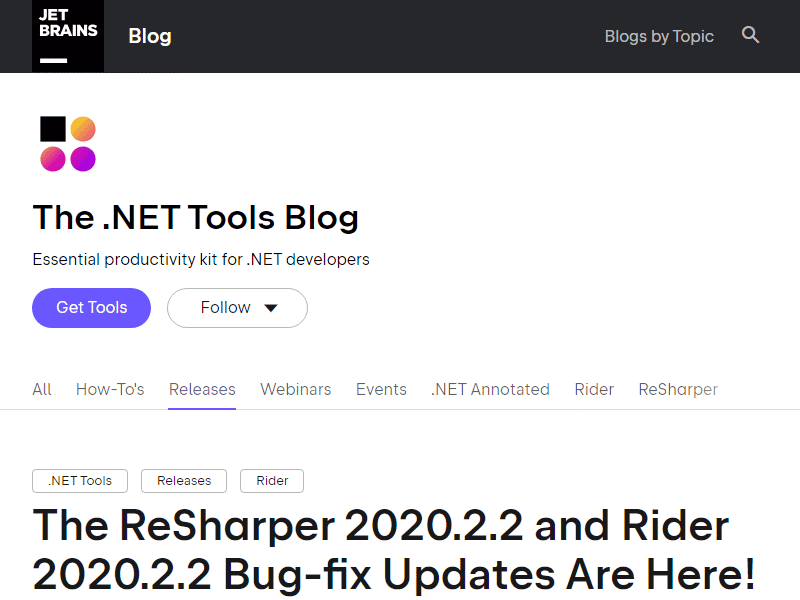 JET
BRAINS
Blog
Blogs by Topic
The .NET Tools Blog
Essential productivity kit for .NET developers
Get Tools
Follow
All How-To's Releases Webinars Events .NET Annotated Rider ReSharper
.NET Tools Releases Rider
The ReSharper 2020.2.2 and Rider
2020.2.2 Bug-fix Updates Are Here!